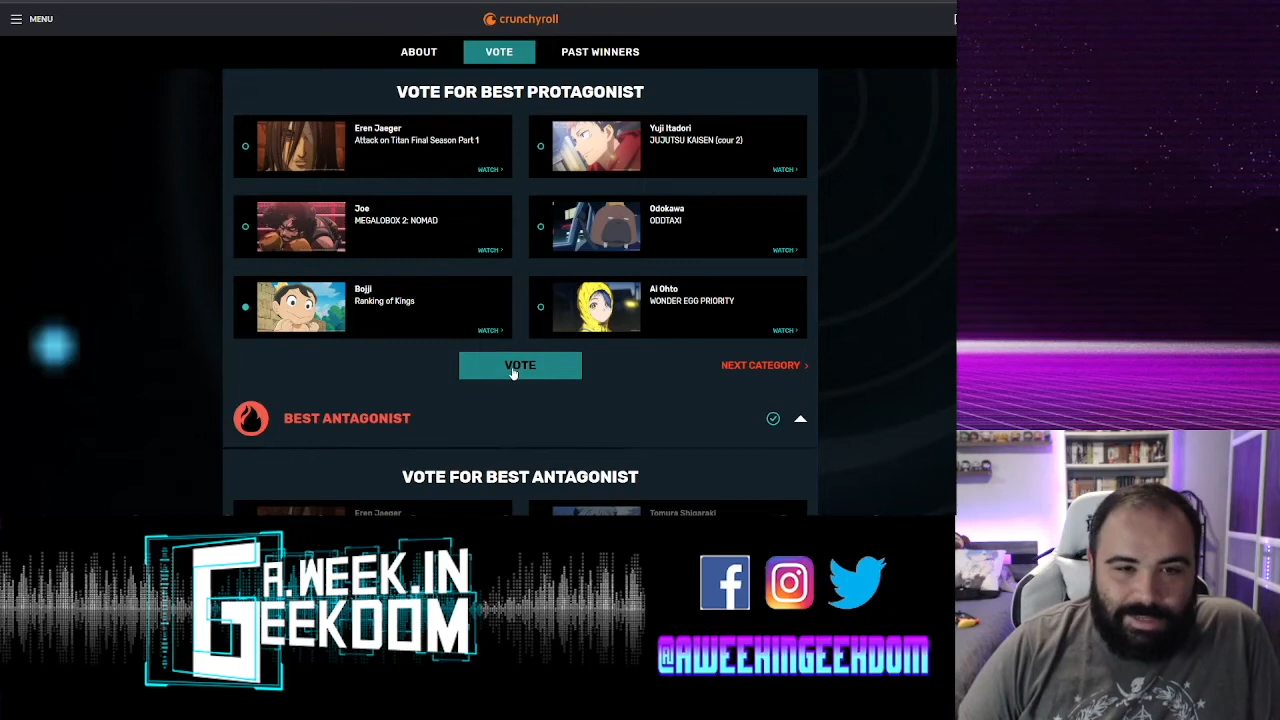 MENU
crunchyroll
ABOUT
VOTE
PAST WINNERS
VOTE FOR BEST PROTAGONIST
Eren Jaeger
Attack on Titan Final Season Part 1
WATCH ›
Yuji Itadori
JUJUTSU KAISEN (cour 2)
WATCH ›
Joe
MEGALOBOX 2: NOMAD
WATCH ›
Odokawa
ODDTAXI
WATCH ›
Bojji
Ranking of Kings
WATCH ›
Ai Ohto
WONDER EGG PRIORITY
WATCH ›
VOTE
NEXT CATEGORY ›
BEST ANTAGONIST
VOTE FOR BEST ANTAGONIST
Eren Jaeger
Tomura Shigaraki
A.WEEK.IN
GEEKDOM
@AWEEKINGEEKDOM